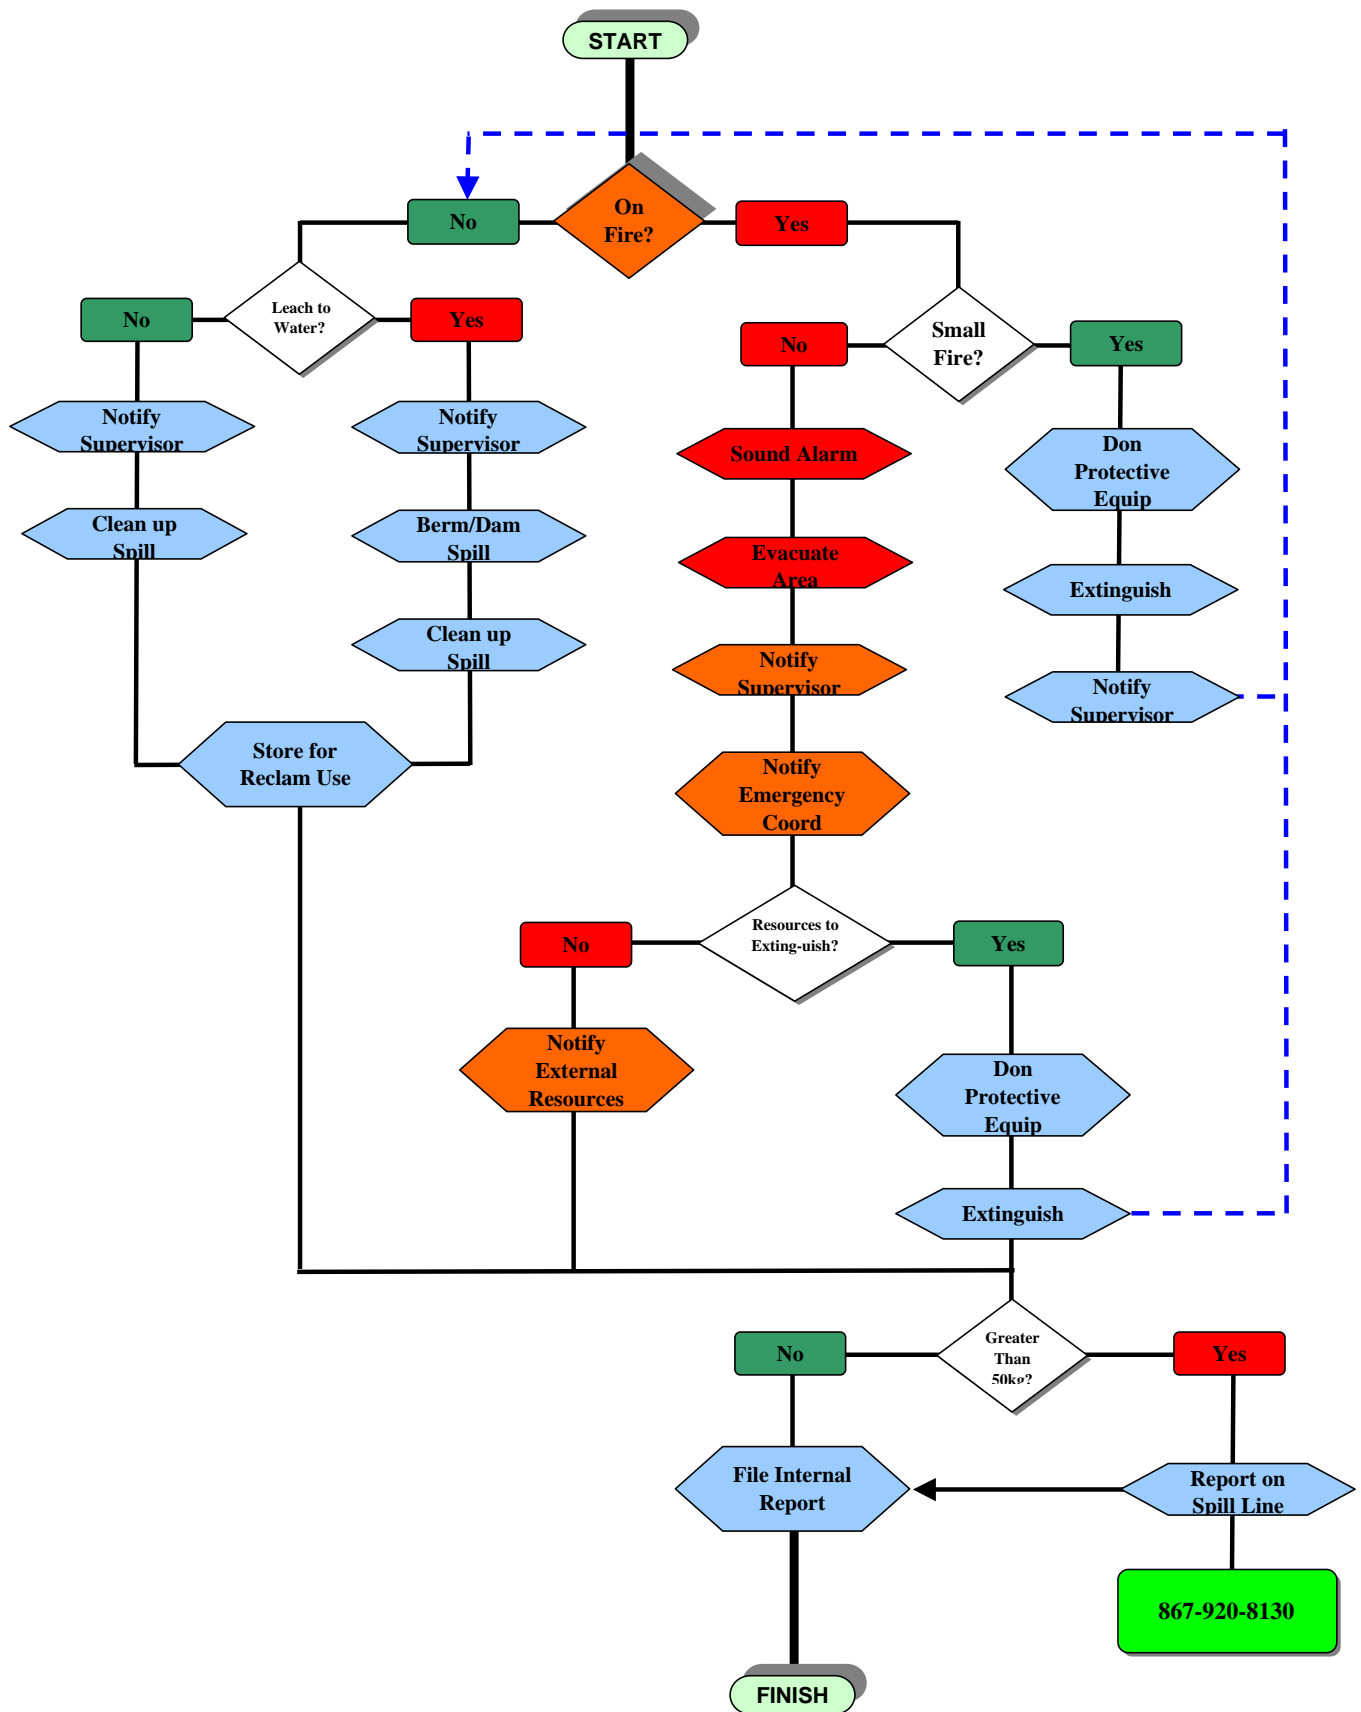 START
On
Fire?
No
Yes
Leach to
Water?
No
Yes
Small
Fire?
No
Yes
Notify
Supervisor
Notify
Supervisor
Sound Alarm
Don
Protective
Equip
Clean up
Spill
Berm/Dam
Spill
Evacuate
Area
Extinguish
Clean up
Spill
Notify
Supervisor
Notify
Supervisor
Store for
Reclam Use
Notify
Emergency
Coord
Resources to
Exting-uish?
No
Yes
Notify
External
Resources
Don
Protective
Equip
Extinguish
Greater
Than
50kg?
No
Yes
File Internal
Report
Report on
Spill Line
867-920-8130
FINISH